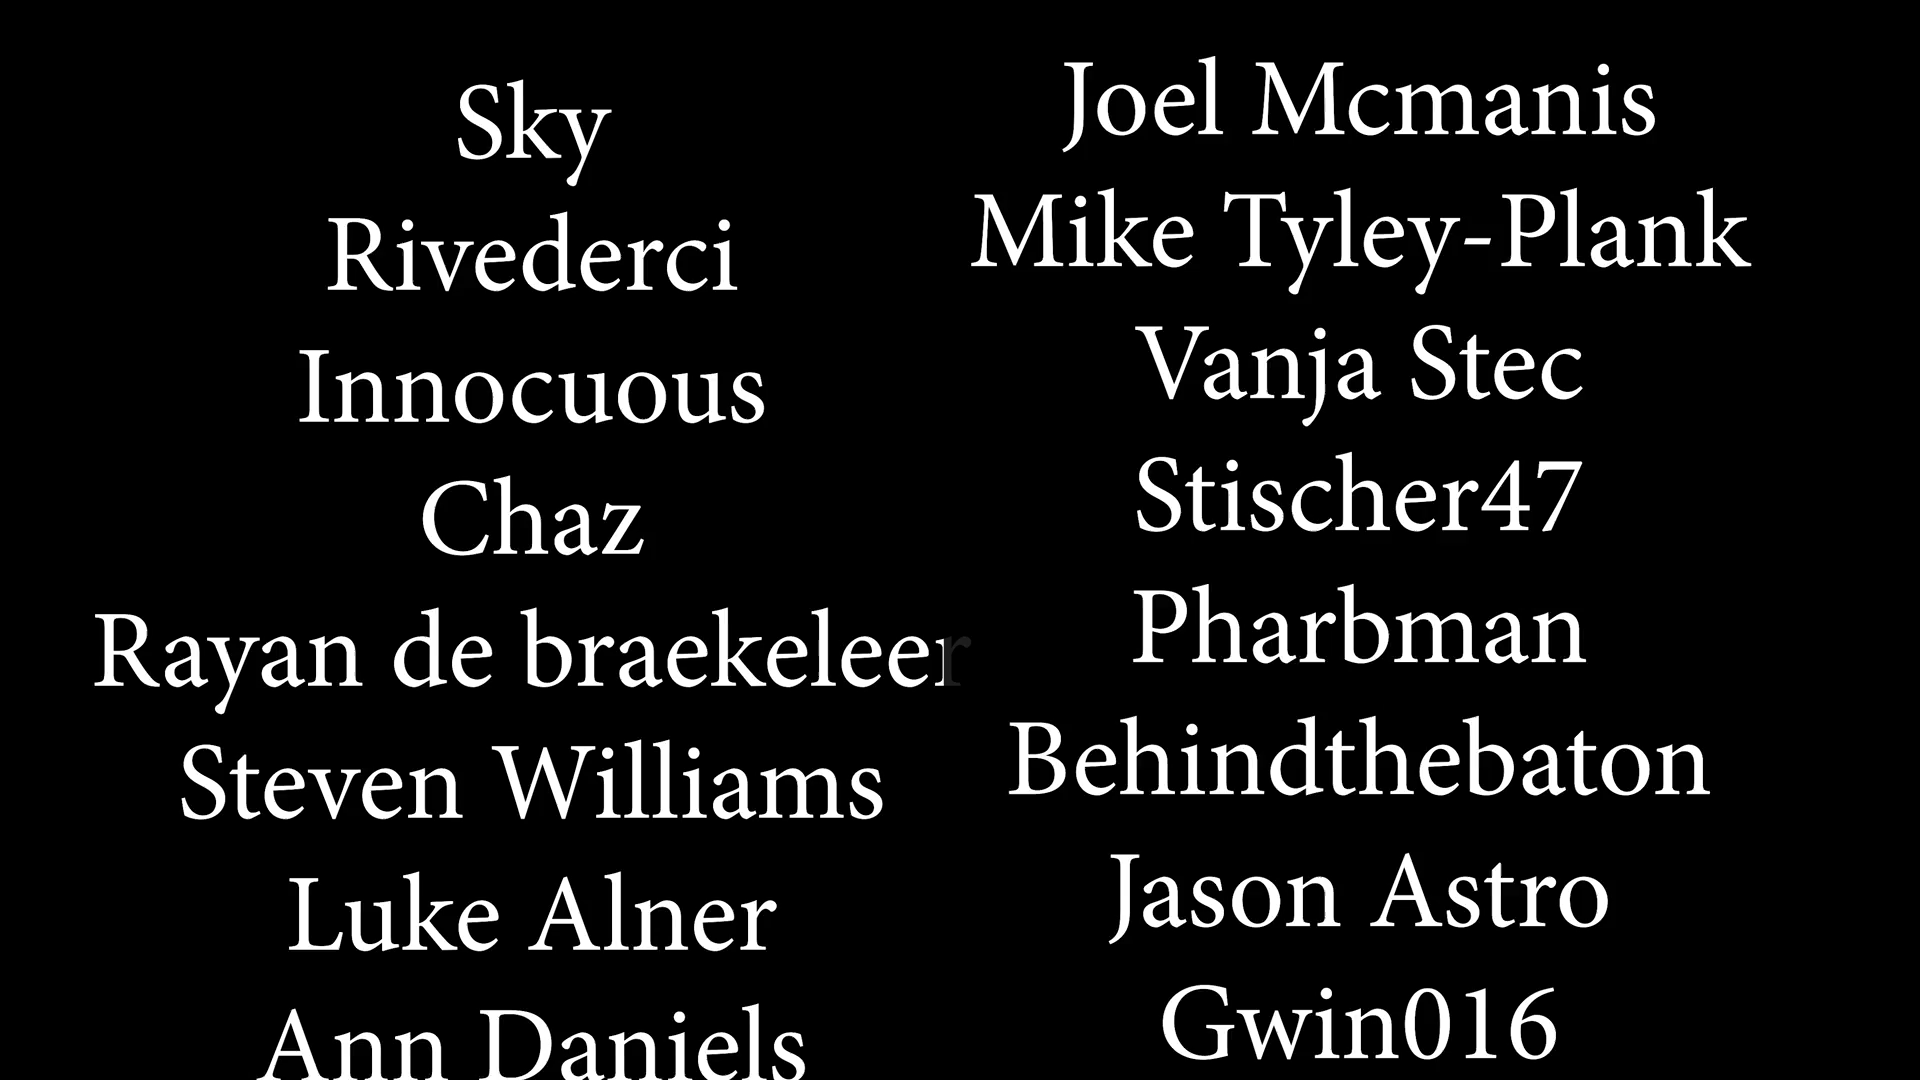 Sky
Rivederci
Innocuous
Chaz
Rayan de braekeleer
Steven Williams
Luke Alner
Ann Daniels
Joel Mcmanis
Mike Tyley-Plank
Vanja Stec
Stischer47
Pharbman
Behindthebaton
Jason Astro
Gwin016